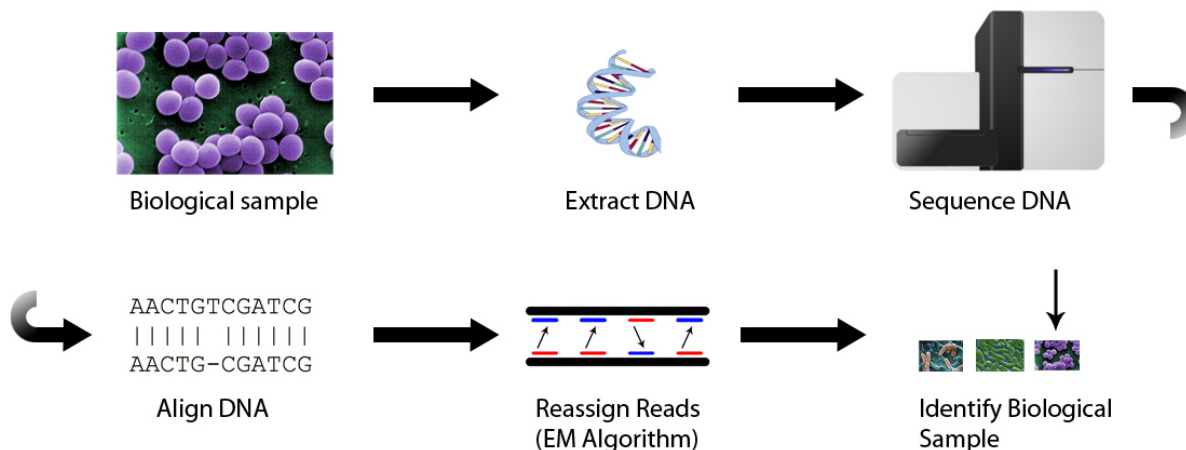 Biological sample
Extract DNA
Sequence DNA
AACTGTCGATCG
AACTG-CGATCG
Align DNA
Reassign Reads
(EM Algorithm)
Identify Biological
Sample